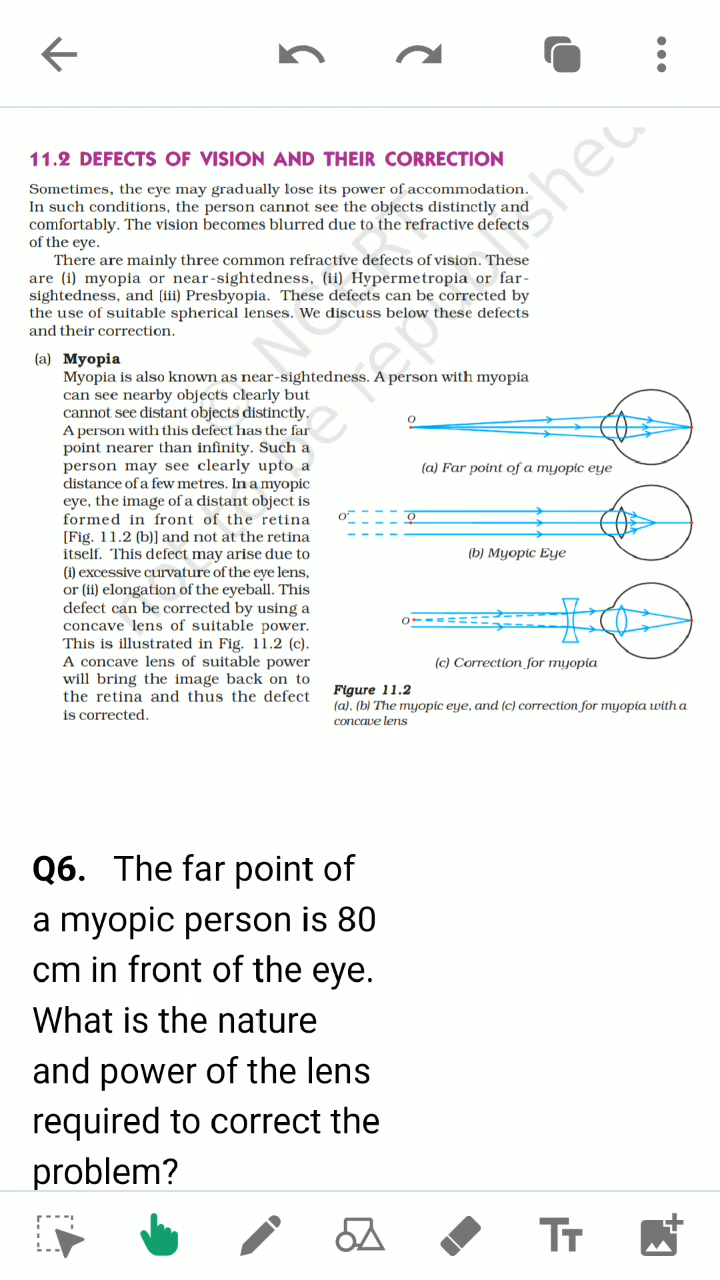 11.2 DEFECTS OF VISION AND THEIR CORRECTION
Sometimes, the eye may gradually lose its power of accommodation.
In such conditions, the person cannot see the objects distinctly and
comfortably. The vision becomes blurred due to the refractive defects
of the eye.
There are mainly three common refractive defects of vision. These
are (i) myopia or near-sightedness, (ii) Hypermetropia or far-
sightedness, and (iii) Presbyopia. These defects can be corrected by
the use of suitable spherical lenses. We discuss below these defects
and their correction.
(a) Myopia
Myopia is also known as near-sightedness. A person with myopia
can see nearby objects clearly but
cannot see distant objects distinctly.
A person with this defect has the far
point nearer than infinity. Such a
person may see clearly upto a
distance of a few metres. In a myopic
eye, the image of a distant object is
formed in front of the retina
[Fig. 11.2 (b)] and not at the retina
itself. This defect may arise due to
(i) excessive curvature of the eye lens,
or (ii) elongation of the eyeball. This
defect can be corrected by using a
concave lens of suitable power.
This is illustrated in Fig. 11.2 (c).
A concave lens of suitable power
will bring the image back on to
the retina and thus the defect
is corrected.
O
(a) Far point of a myopic eye
O' O
(b) Myopic Eye
O
(c) Correction for myopia
Figure 11.2
(a), (b) The myopic eye, and (c) correction for myopia with a
concave lens
© NCERT
not to be republished
Q6. The far point of
a myopic person is 80
cm in front of the eye.
What is the nature
and power of the lens
required to correct the
problem?
TT